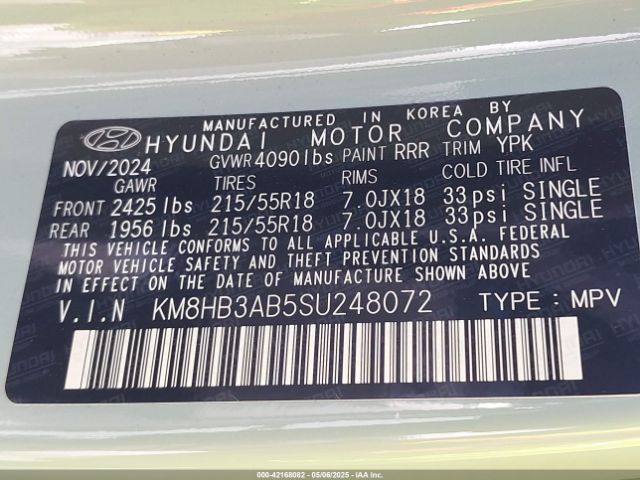 MANUFACTURED IN KOREA BY
HYUNDAI MOTOR COMPANY
NOV/2024 GVWR 4090 lbs PAINT RRR TRIM YPK
GAWR TIRES RIMS COLD TIRE INFL
FRONT 2425 lbs 215/55R18 7.0JX18 33 psi SINGLE
REAR 1956 lbs 215/55R18 7.0JX18 33 psi SINGLE
THIS VEHICLE CONFORMS TO ALL APPLICABLE U.S.A. FEDERAL
MOTOR VEHICLE SAFETY AND THEFT PREVENTION STANDARDS
IN EFFECT ON THE DATE OF MANUFACTURE SHOWN ABOVE.
V.I.N KM8HB3AB5SU248072 TYPE : MPV
000-42168082 - 05/06/2025 - IAA Inc.